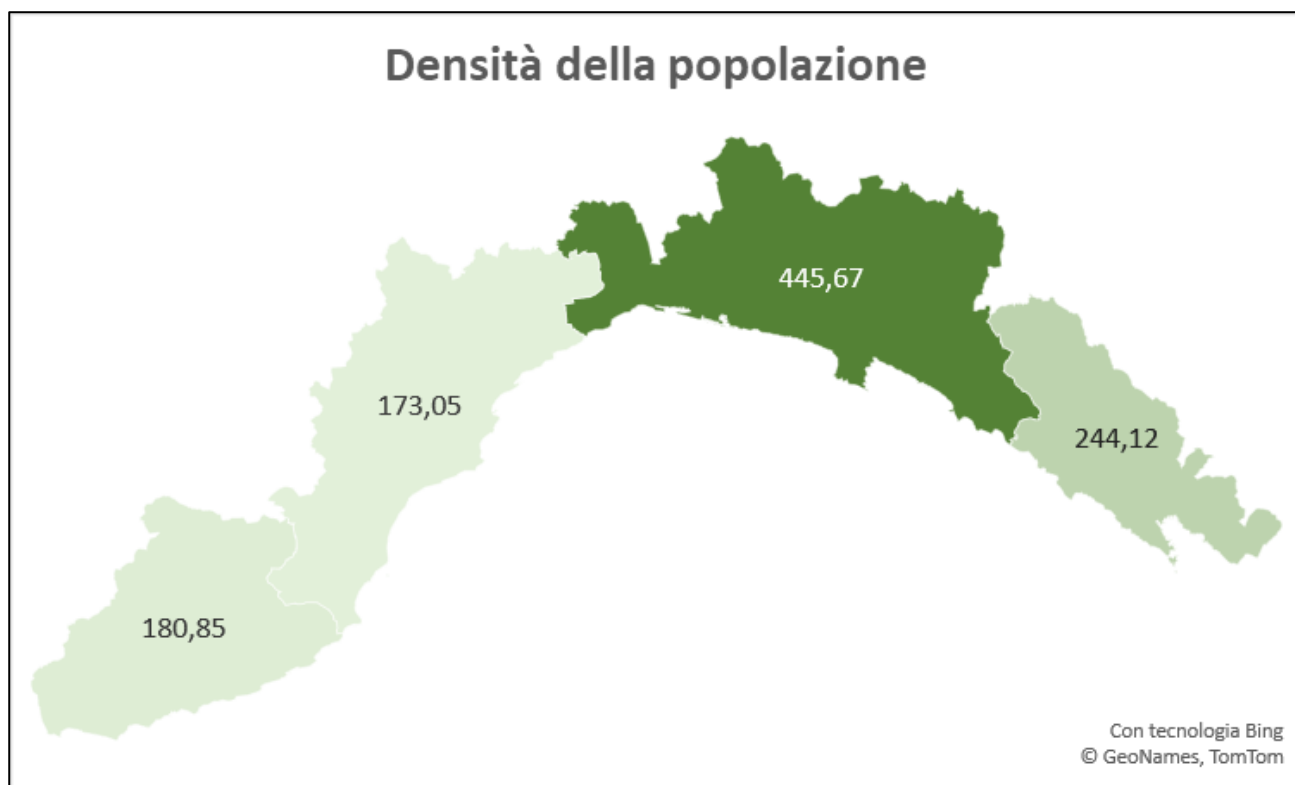 Densità della popolazione
445,67
173,05
244,12
180,85
Con tecnologia Bing
© GeoNames, TomTom